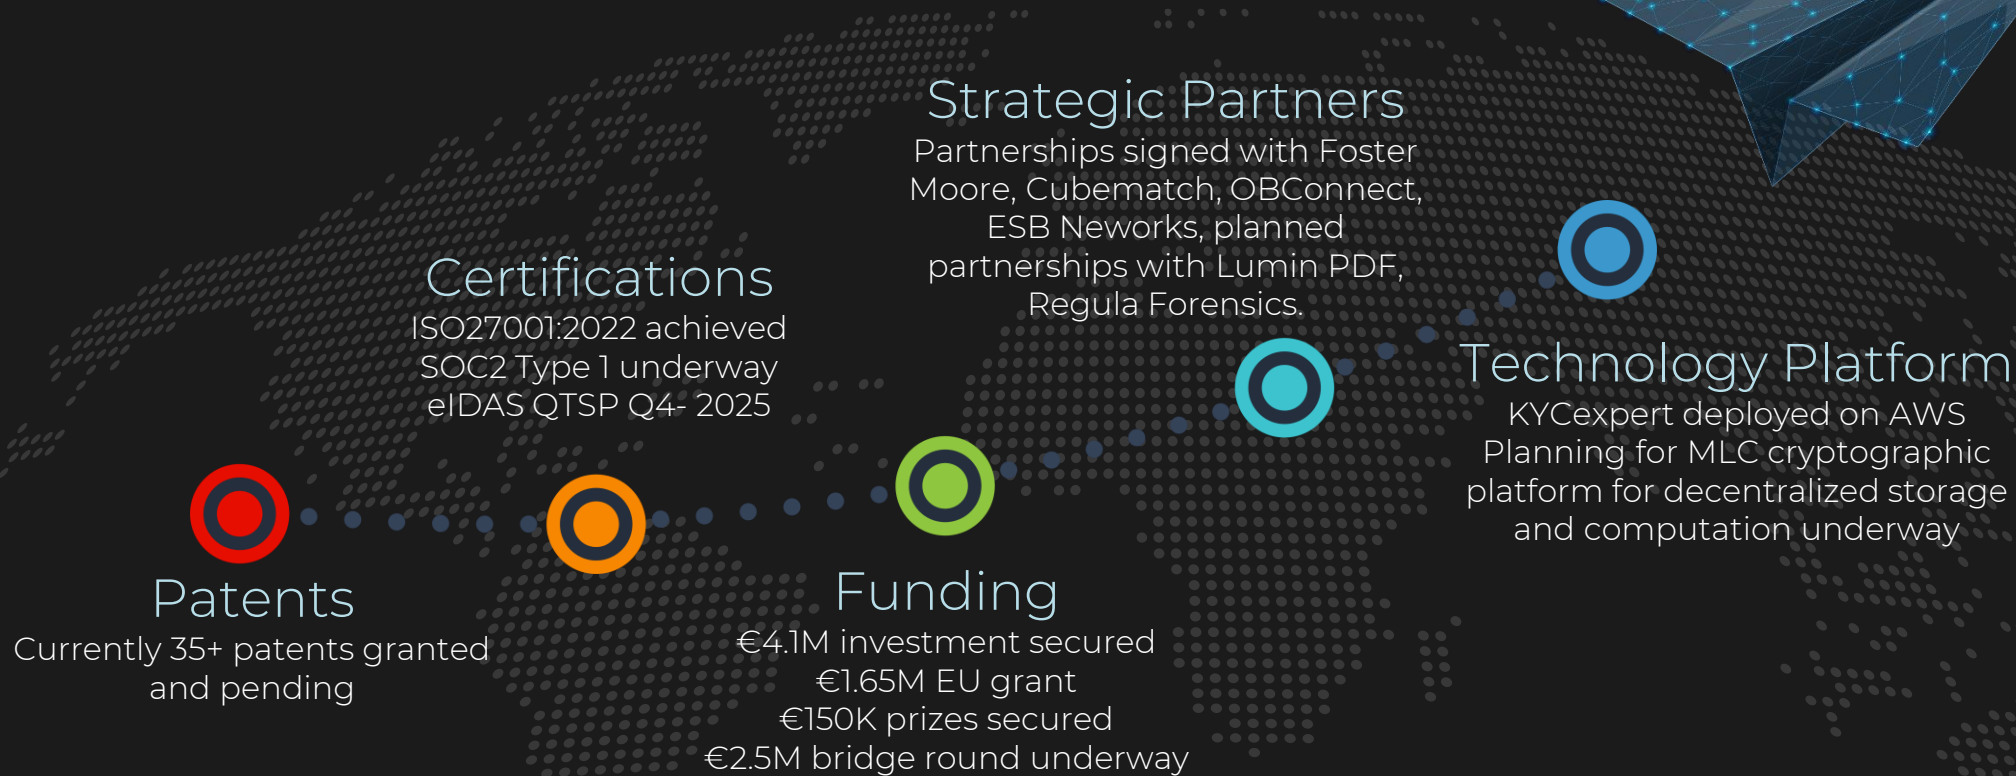 Patents
Currently 35+ patents granted
and pending
Certifications
ISO27001:2022 achieved
SOC2 Type 1 underway
eIDAS QTSP Q4- 2025
Funding
€4.1M investment secured
€1.65M EU grant
€150K prizes secured
€2.5M bridge round underway
Strategic Partners
Partnerships signed with Foster
Moore, Cubematch, OBConnect,
ESB Neworks, planned
partnerships with Lumin PDF,
Regula Forensics.
Technology Platform
KYCexpert deployed on AWS
Planning for MLC cryptographic
platform for decentralized storage
and computation underway